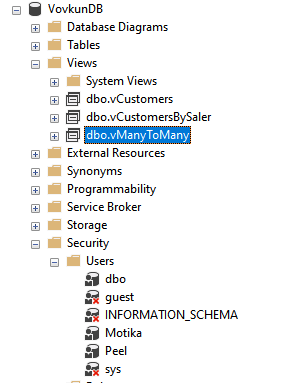 VovkunDB
Database Diagrams
Tables
Views
System Views
dbo.vCustomers
dbo.vCustomersBySaler
dbo.vManyToMany
External Resources
Synonyms
Programmability
Service Broker
Storage
Security
Users
dbo
guest
INFORMATION_SCHEMA
Motika
Peel
sys